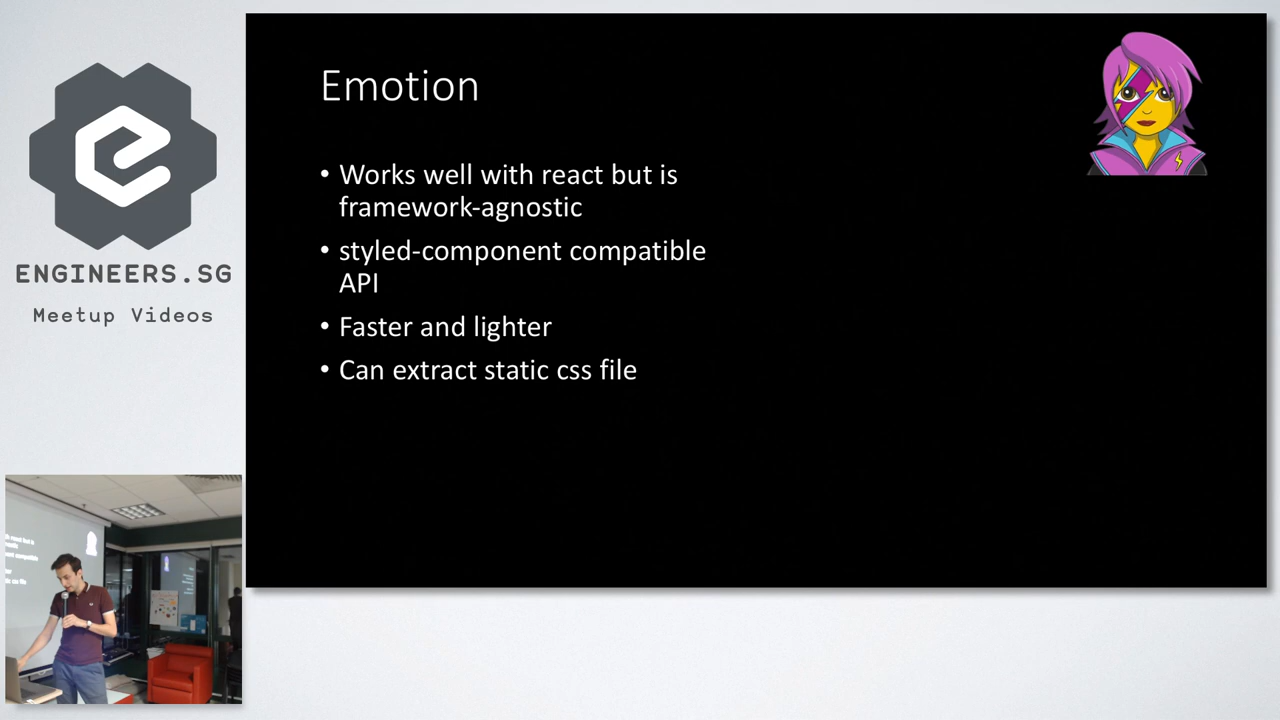 Emotion
• Works well with react but is
framework-agnostic
• styled-component compatible
API
• Faster and lighter
• Can extract static css file
ENGINEERS.SG
Meetup Videos